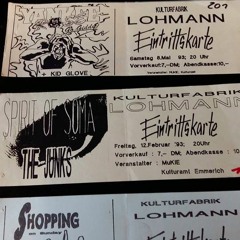 + KID GLOVE
KULTURFABRIK
LOHMANN
Eintrittskarte
Samstag 8.Mai 93; 20 Uhr
Vorverkauf:7,-DM; Abendkasse:10,-
SPIRIT OF SOMA
THE JUNKS
KULTURFABRIK
LOHMANN
Eintrittskarte
Freitag, 12.Februar '93; 20Uhr
Vorverkauf : 7,- DM; Abendkasse : 10
Veranstalter : MuKIE
Kulturamt Emmerich
SHOPPING
KULTURFABRIK
LOHMANN
Eintrittskarte